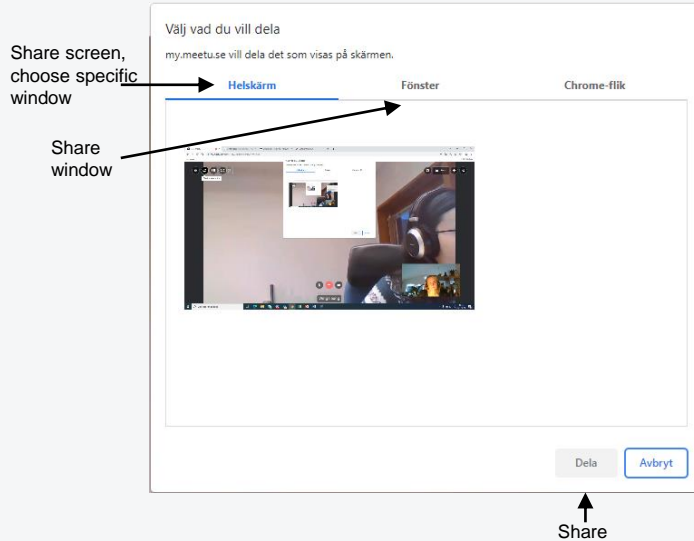 Välj vad du vill dela
my.meetu.se vill dela det som visas på skärmen.
Share screen,
choose specific
window
Helskärm
Fönster
Chrome-flik
Share
window
Dela
Avbryt
Share